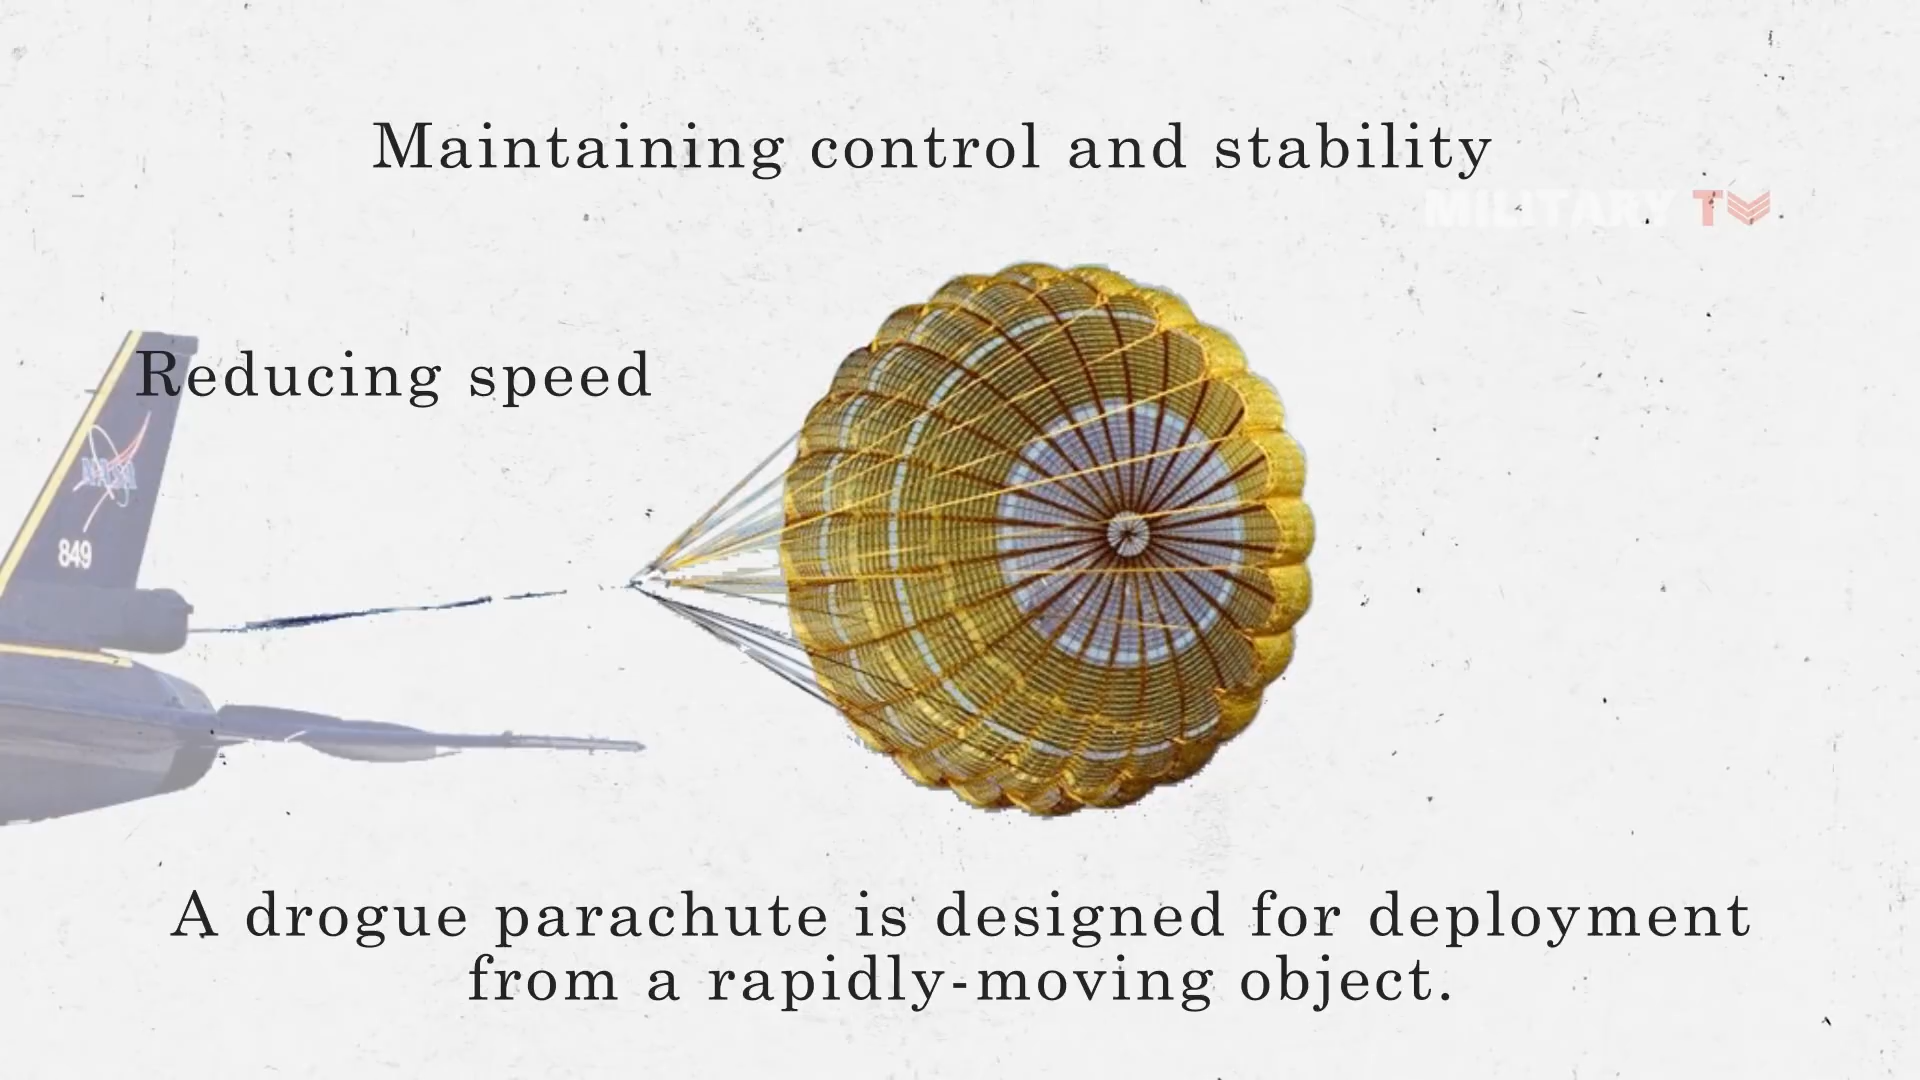 Maintaining control and stability
MILITARY TV
Reducing speed
NASA
849
A drogue parachute is designed for deployment
from a rapidly-moving object.